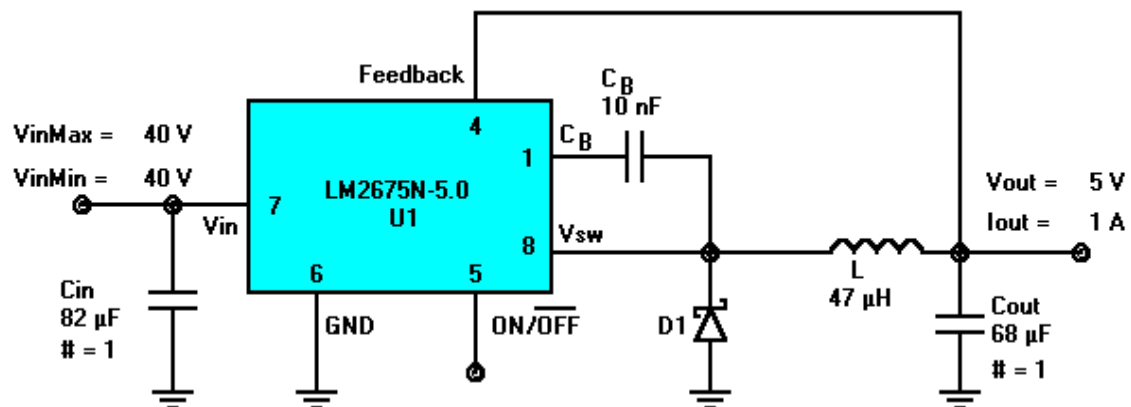 Feedback
C B
10 nF
VinMax = 40 V
VinMin = 40 V
4
C B
1
LM2675N-5.0
U1
7
Vin
Vsw
8
Vout = 5 V
Iout = 1 A
6
5
L
47 µH
Cin
82 µF
# = 1
GND
ON/OFF
D1
Cout
68 µF
# = 1